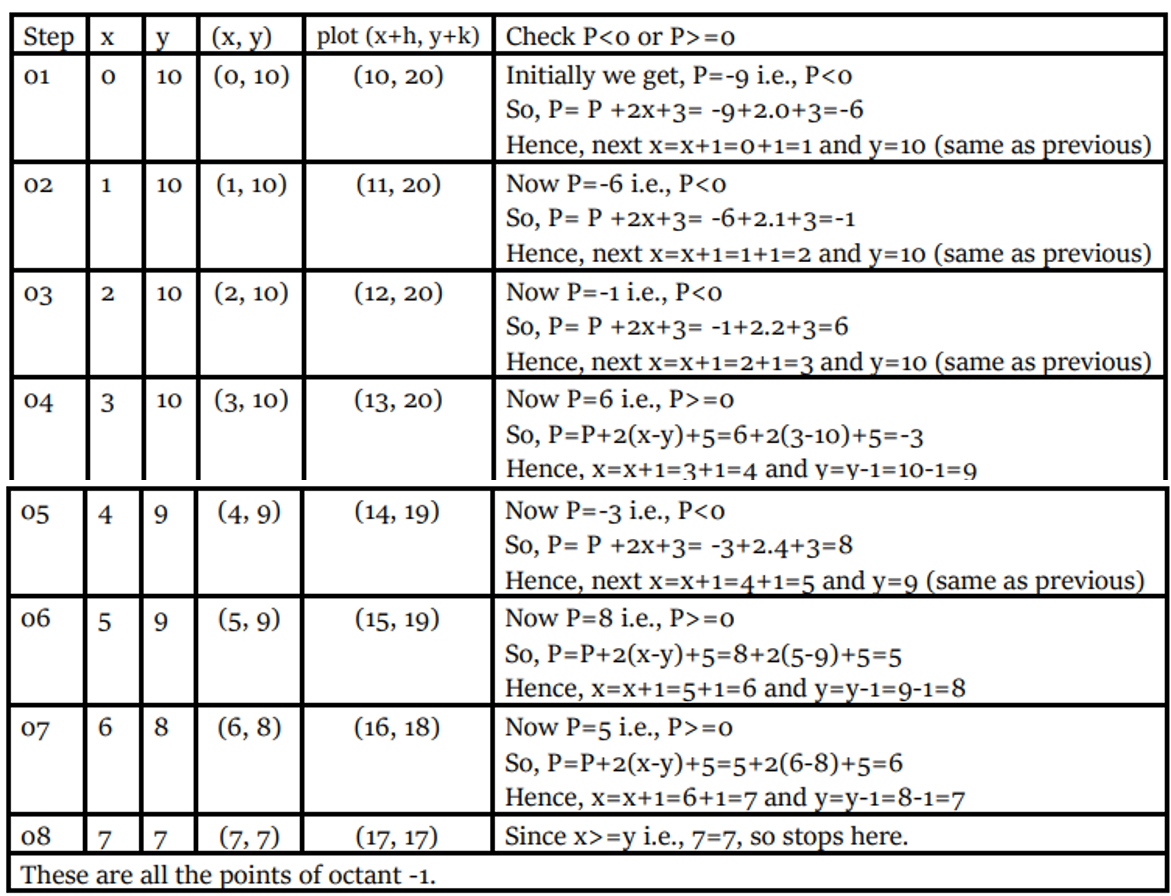 Step x y (x, y) plot (x+h, y+k) Check P<0 or P>=0
01 0 10 (0, 10) (10, 20) Initially we get, P=-9 i.e., P<0
So, P= P +2x+3= -9+2.0+3=-6
Hence, next x=x+1=0+1=1 and y=10 (same as previous)
02 1 10 (1, 10) (11, 20) Now P=-6 i.e., P<0
So, P= P +2x+3= -6+2.1+3=-1
Hence, next x=x+1=1+1=2 and y=10 (same as previous)
03 2 10 (2, 10) (12, 20) Now P=-1 i.e., P<0
So, P= P +2x+3= -1+2.2+3=6
Hence, next x=x+1=2+1=3 and y=10 (same as previous)
04 3 10 (3, 10) (13, 20) Now P=6 i.e., P>=0
So, P=P+2(x-y)+5=6+2(3-10)+5=-3
Hence, x=x+1=3+1=4 and y=y-1=10-1=9
05 4 9 (4, 9) (14, 19) Now P=-3 i.e., P<0
So, P= P +2x+3= -3+2.4+3=8
Hence, next x=x+1=4+1=5 and y=9 (same as previous)
06 5 9 (5, 9) (15, 19) Now P=8 i.e., P>=0
So, P=P+2(x-y)+5=8+2(5-9)+5=5
Hence, x=x+1=5+1=6 and y=y-1=9-1=8
07 6 8 (6, 8) (16, 18) Now P=5 i.e., P>=0
So, P=P+2(x-y)+5=5+2(6-8)+5=6
Hence, x=x+1=6+1=7 and y=y-1=8-1=7
08 7 7 (7, 7) (17, 17) Since x>=y i.e., 7=7, so stops here.
These are all the points of octant -1.